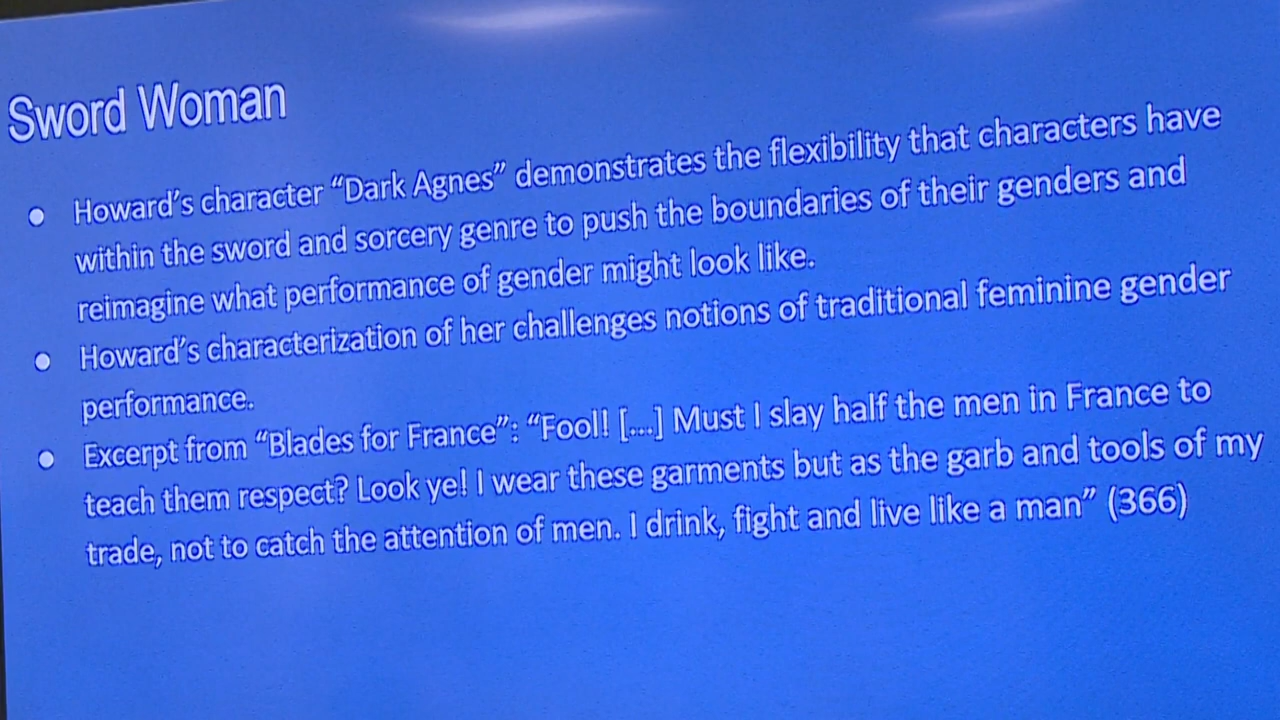 Sword Woman
● Howard's character “Dark Agnes” demonstrates the flexibility that characters have
within the sword and sorcery genre to push the boundaries of their genders and
reimagine what performance of gender might look like.
● Howard's characterization of her challenges notions of traditional feminine gender
performance.
● Excerpt from “Blades for France”: “Fool! [...] Must I slay half the men in France to
teach them respect? Look ye! I wear these garments but as the garb and tools of my
trade, not to catch the attention of men. I drink, fight and live like a man” (366)